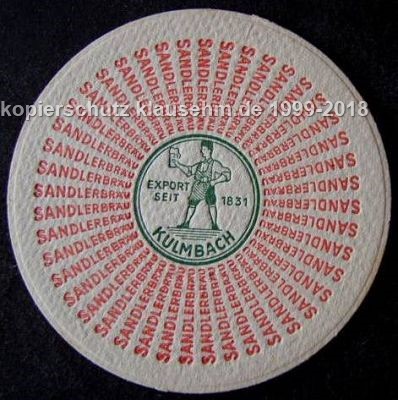 kopierschutz klausehm.de 1999-2018
SANDLERBRÄU
EXPORT
SEIT 1831
KULMBACH